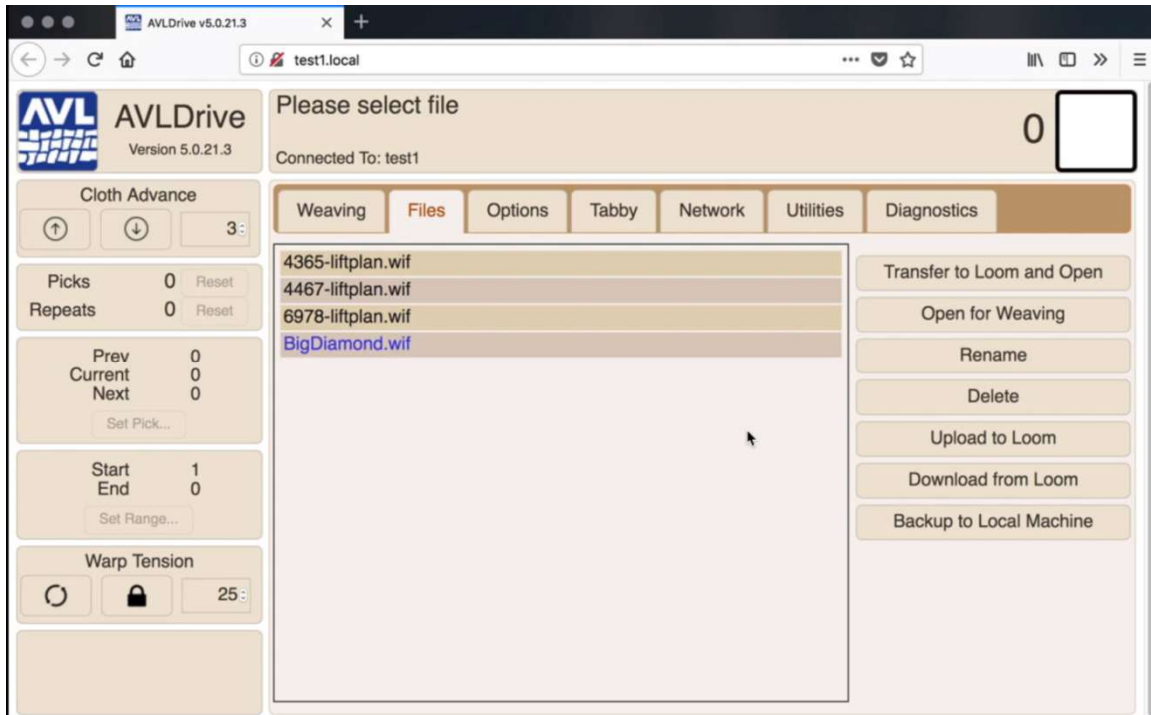 AVLDrive v5.0.21.3
test1.local
AVL
AVLDrive
Version 5.0.21.3
Please select file
Connected To: test1
0
Cloth Advance
3
Picks 0 Reset
Repeats 0 Reset
Prev 0
Current 0
Next 0
Set Pick...
Start 1
End 0
Set Range...
Warp Tension
25
Weaving Files Options Tabby Network Utilities Diagnostics
4365-liftplan.wif
4467-liftplan.wif
6978-liftplan.wif
BigDiamond.wif
Transfer to Loom and Open
Open for Weaving
Rename
Delete
Upload to Loom
Download from Loom
Backup to Local Machine